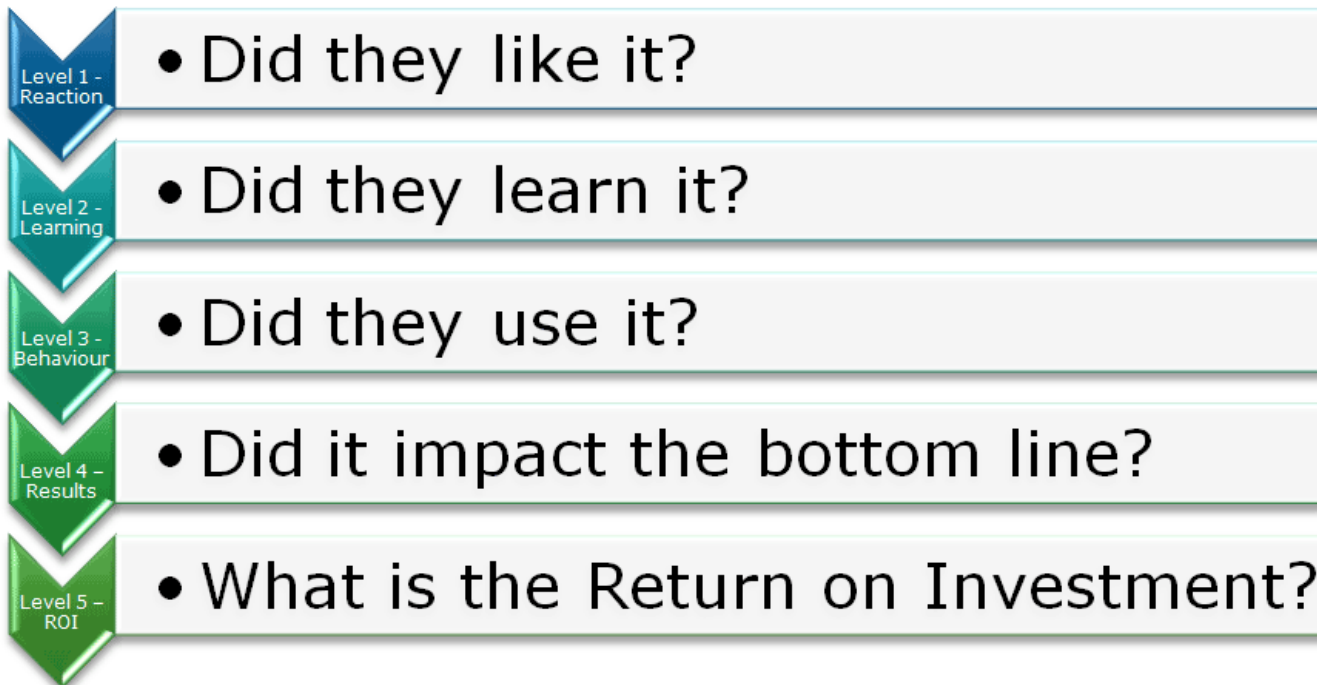 Level 1 -
Reaction
• Did they like it?
Level 2 -
Learning
• Did they learn it?
Level 3 -
Behaviour
• Did they use it?
Level 4 –
Results
• Did it impact the bottom line?
Level 5 –
ROI
• What is the Return on Investment?